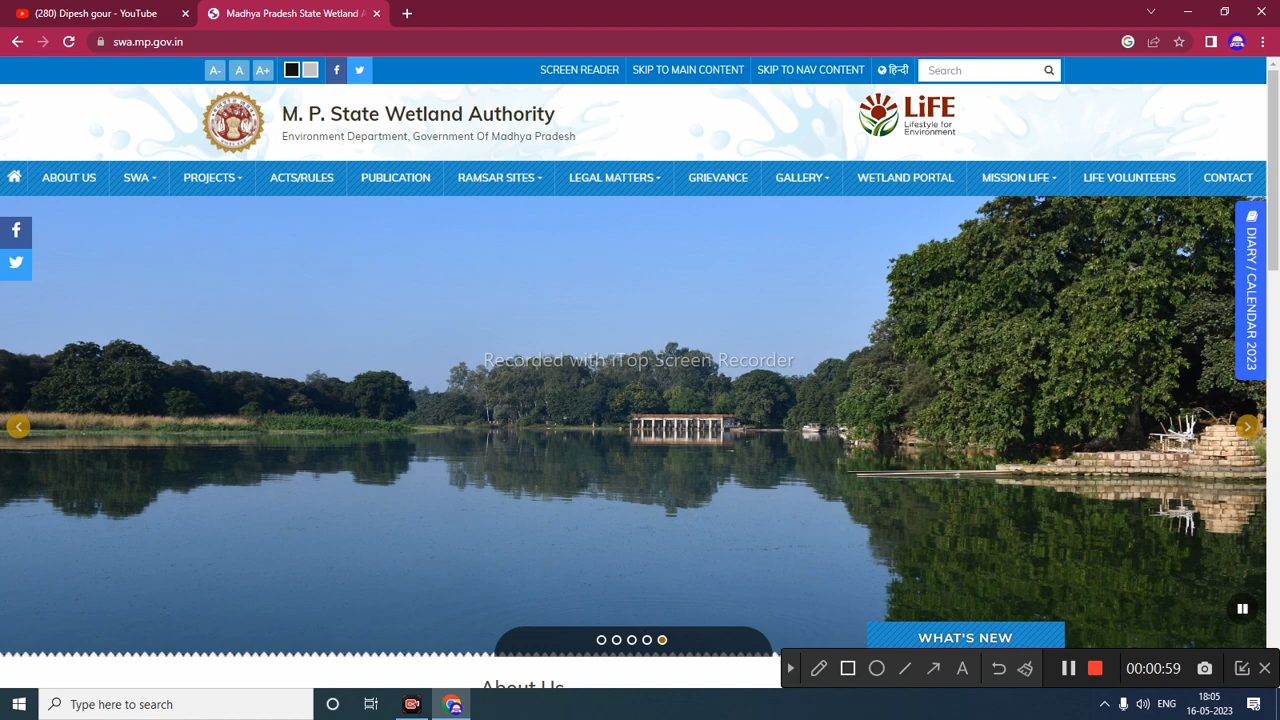 (280) Dipesh gour - YouTube
Madhya Pradesh State Wetland A
swa.mp.gov.in
A- A A+
SCREEN READER
SKIP TO MAIN CONTENT
SKIP TO NAV CONTENT
हिन्दी
Search
M. P. State Wetland Authority
Environment Department, Government Of Madhya Pradesh
LiFE
Lifestyle for
Environment
ABOUT US
SWA
PROJECTS
ACTS/RULES
PUBLICATION
RAMSAR SITES
LEGAL MATTERS
GRIEVANCE
GALLERY
WETLAND PORTAL
MISSION LIFE
LIFE VOLUNTEERS
CONTACT
DIARY / CALENDAR 2023
Recorded with iTop Screen Recorder
WHAT'S NEW
About Us
A
00:00:59
Type here to search
ENG
18:05
16-05-2023